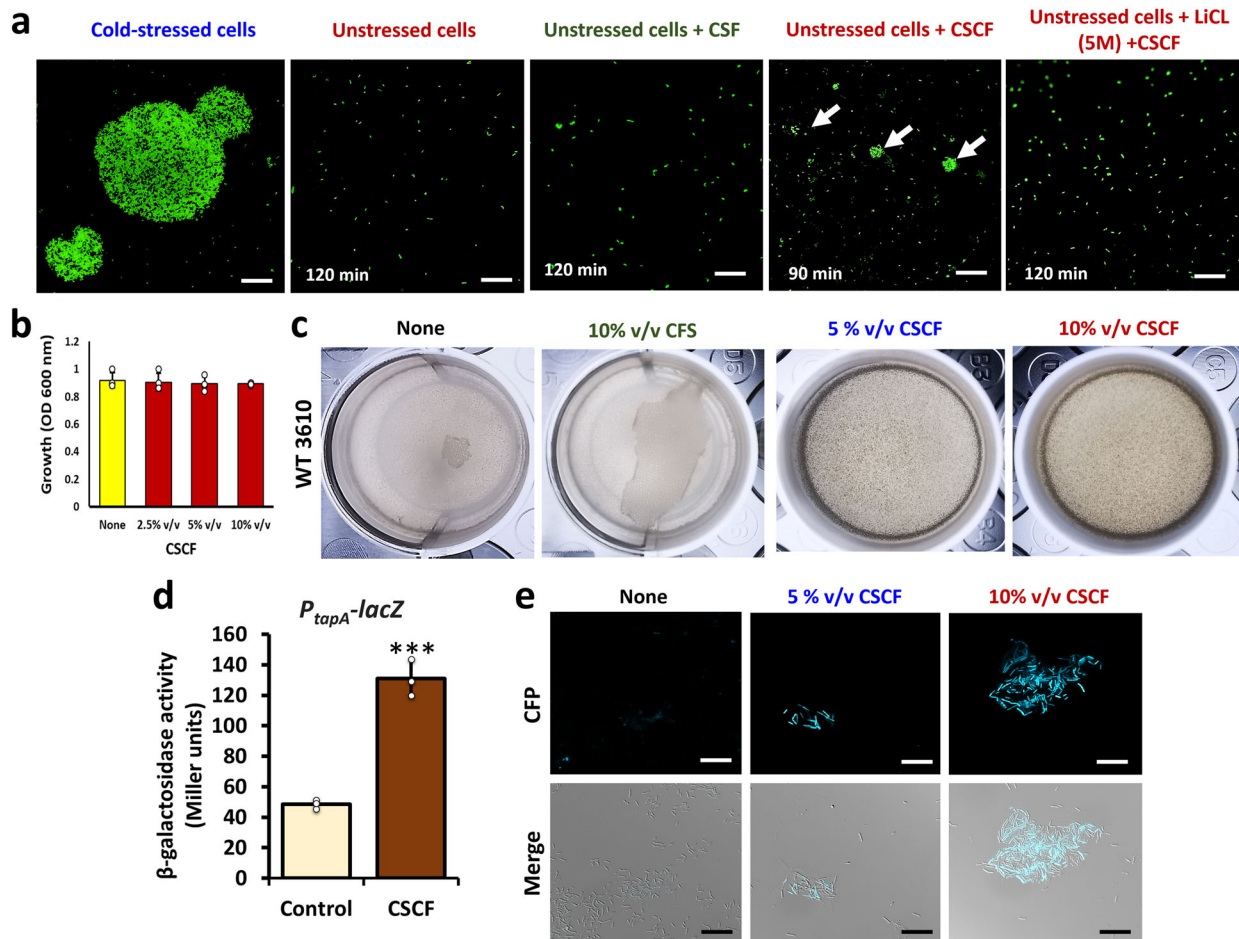 a
Cold-stressed cells
Unstressed cells
Unstressed cells + CSF
Unstressed cells + CSCF
Unstressed cells + LiCL
(5M) +CSCF
120 min
120 min
90 min
120 min
b
Growth (OD 600 nm)
1.2
1
0.8
0.6
0.4
0.2
0
None
2.5% v/v
5% v/v
10% v/v
CSCF
c
None
10% v/v CFS
5 % v/v CSCF
10% v/v CSCF
WT 3610
D5
B3
C5
B4
d
PtapA-lacZ
β-galactosidase activity
(Miller units)
160
140
120
100
80
60
40
20
0
***
Control
CSCF
e
None
5 % v/v CSCF
10% v/v CSCF
CFP
Merge